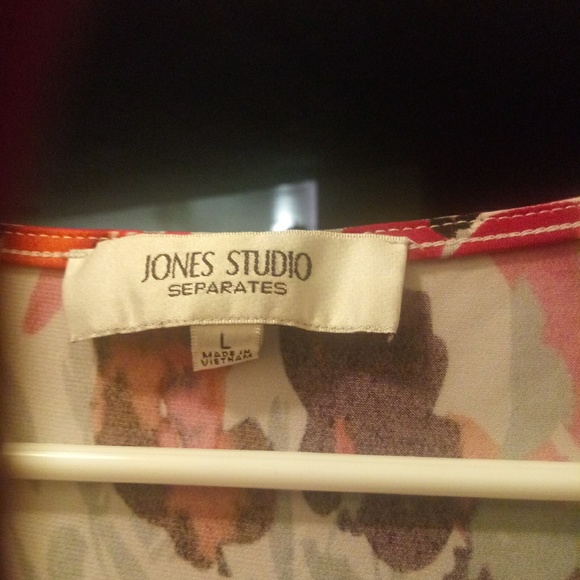 JONES STUDIO
SEPARATES
L
MADE IN
VIETNAM